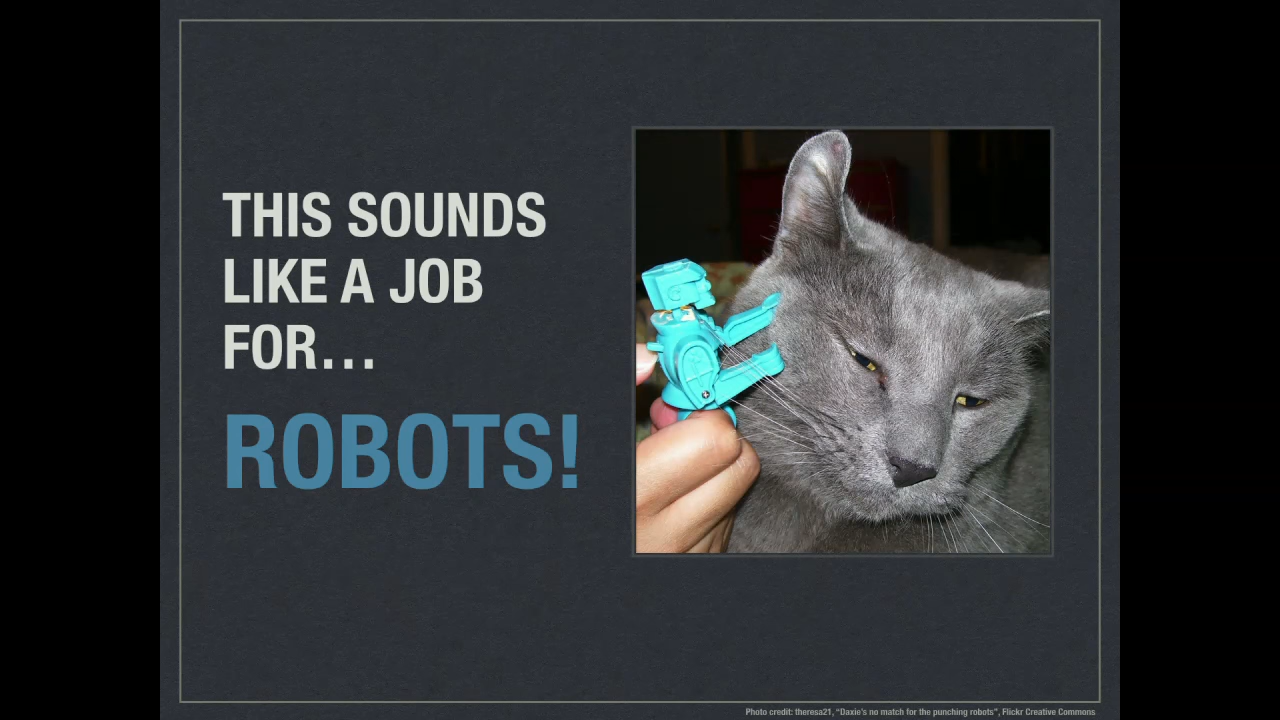 THIS SOUNDS
LIKE A JOB
FOR…
ROBOTS!
Photo credit: theresa21, “Daxie’s no match for the punching robots”, Flickr Creative Commons